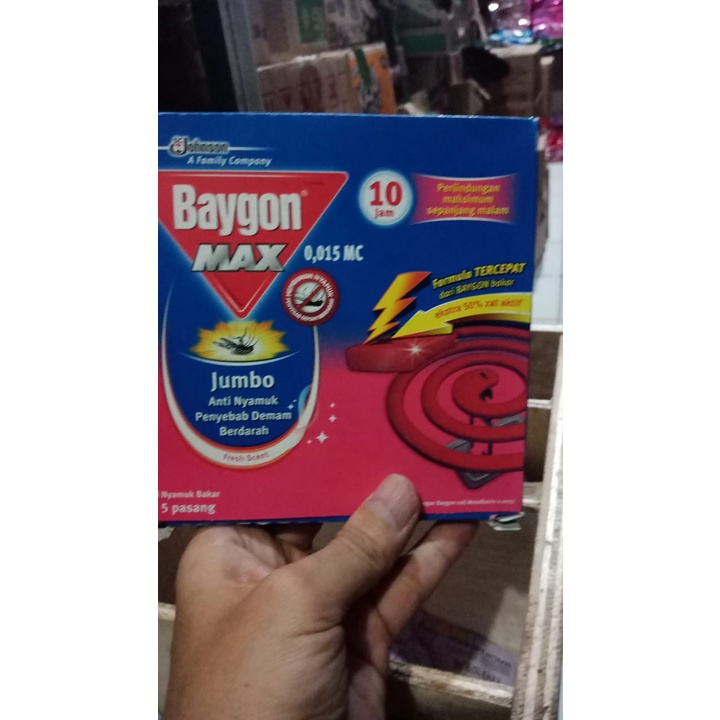 Johnson
A Family Company
Baygon
MAX
0,015 MC
10
Jam
Perlindungan
maksimum
sepanjang malam
Formula TERCEPAT
dari BAYGON bakar
ekstra 50% zat aktif
Jumbo
Anti Nyamuk
Penyebab Demam
Berdarah
Fresh Scent
Nyamuk Bakar
5 pasang